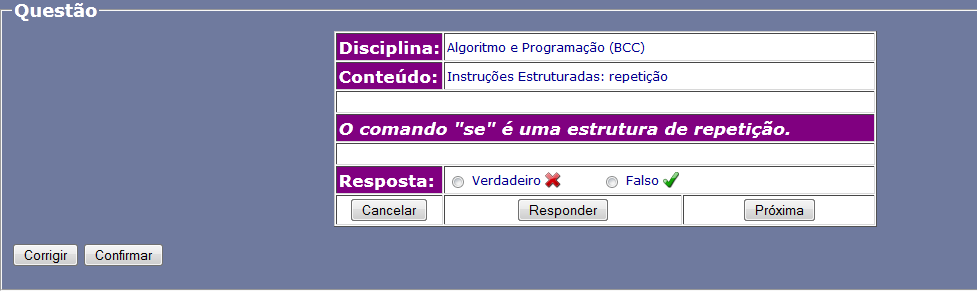 Questão
Disciplina: Algoritmo e Programação (BCC)
Conteúdo: Instruções Estruturadas: repetição
O comando "se" é uma estrutura de repetição.
Resposta: Verdadeiro Falso
Cancelar Responder Próxima
Corrigir Confirmar